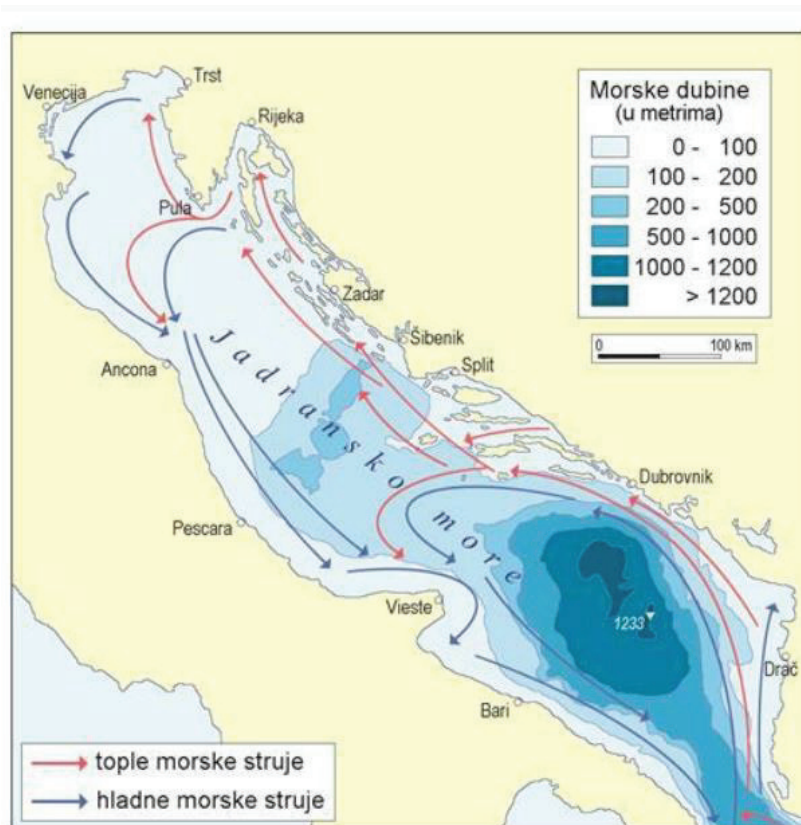 Trst
Venecija
Rijeka
Pula
Zadar
Šibenik
Split
Ancona
Jadransko more
Dubrovnik
Pescara
Vieste
1233
Drač
Bari
Morske dubine
(u metrima)
0 - 100
100 - 200
200 - 500
500 - 1000
1000 - 1200
> 1200
0 100 km
tople morske struje
hladne morske struje